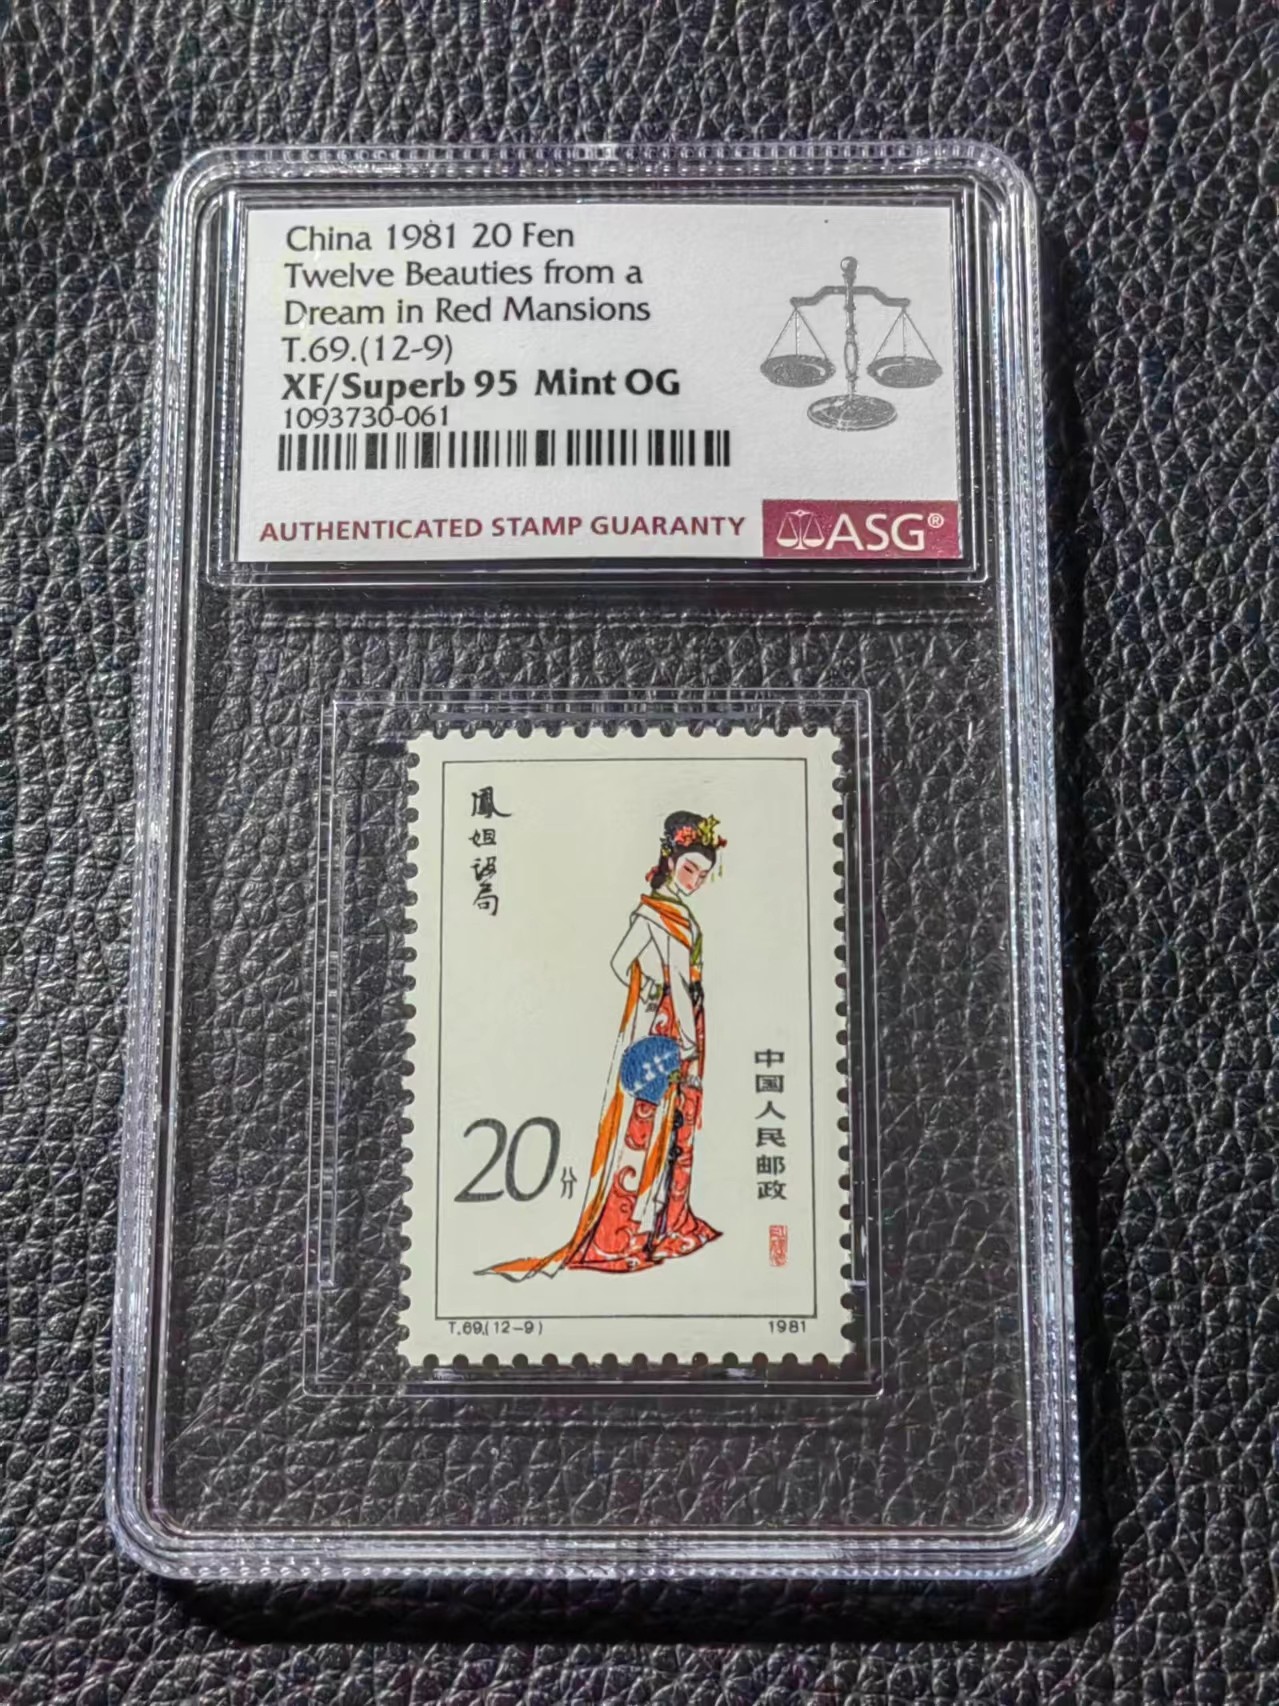 China 1981 20 Fen
Twelve Beauties from a
Dream in Red Mansions
T.69.(12-9)
XF/Superb 95 Mint OG
1093730-061
AUTHENTICATED STAMP GUARANTY
ASG®
鳳姐设局
20分
中国人民邮政
T.69.(12-9)
1981